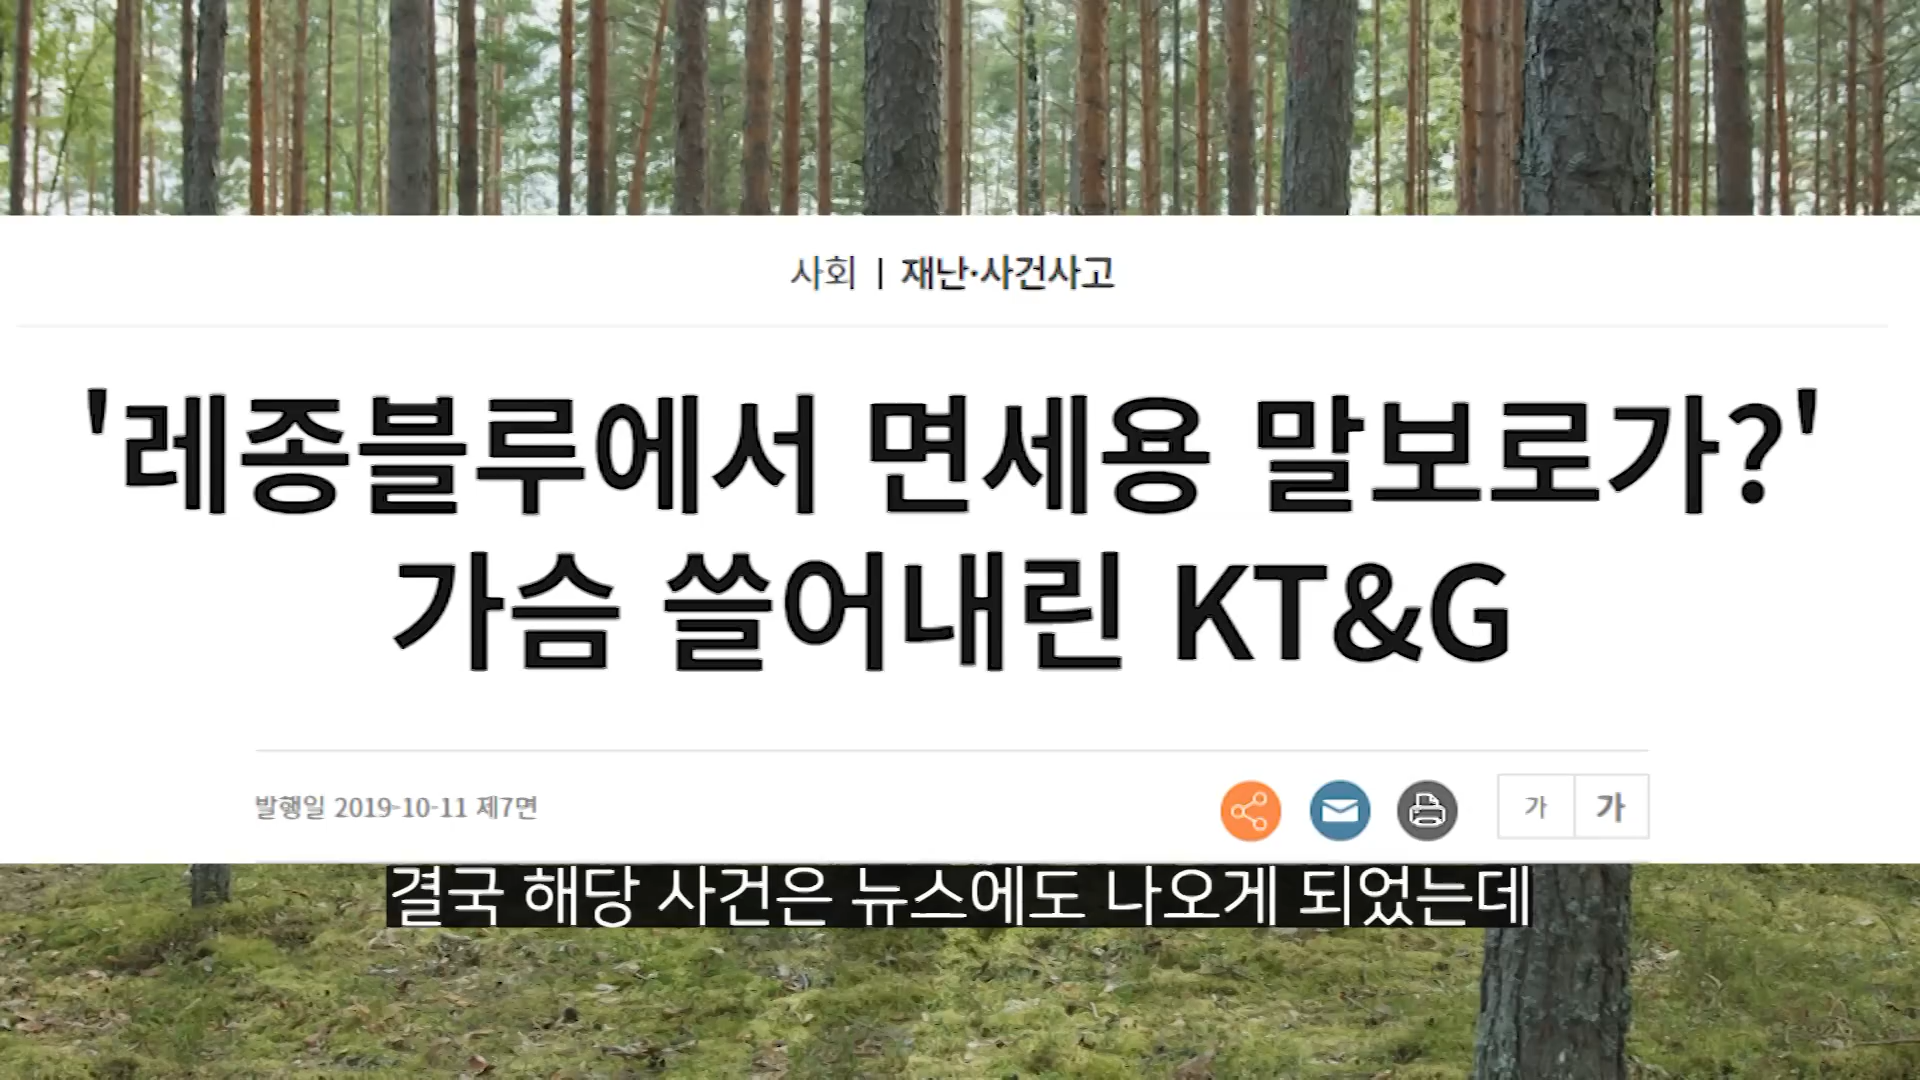 사회 | 재난·사건사고
'레종블루에서 면세용 말보로가?'
가슴 쓸어내린 KT&G
발행일 2019-10-11 제7면
가 가
결국 해당 사건은 뉴스에도 나오게 되었는데